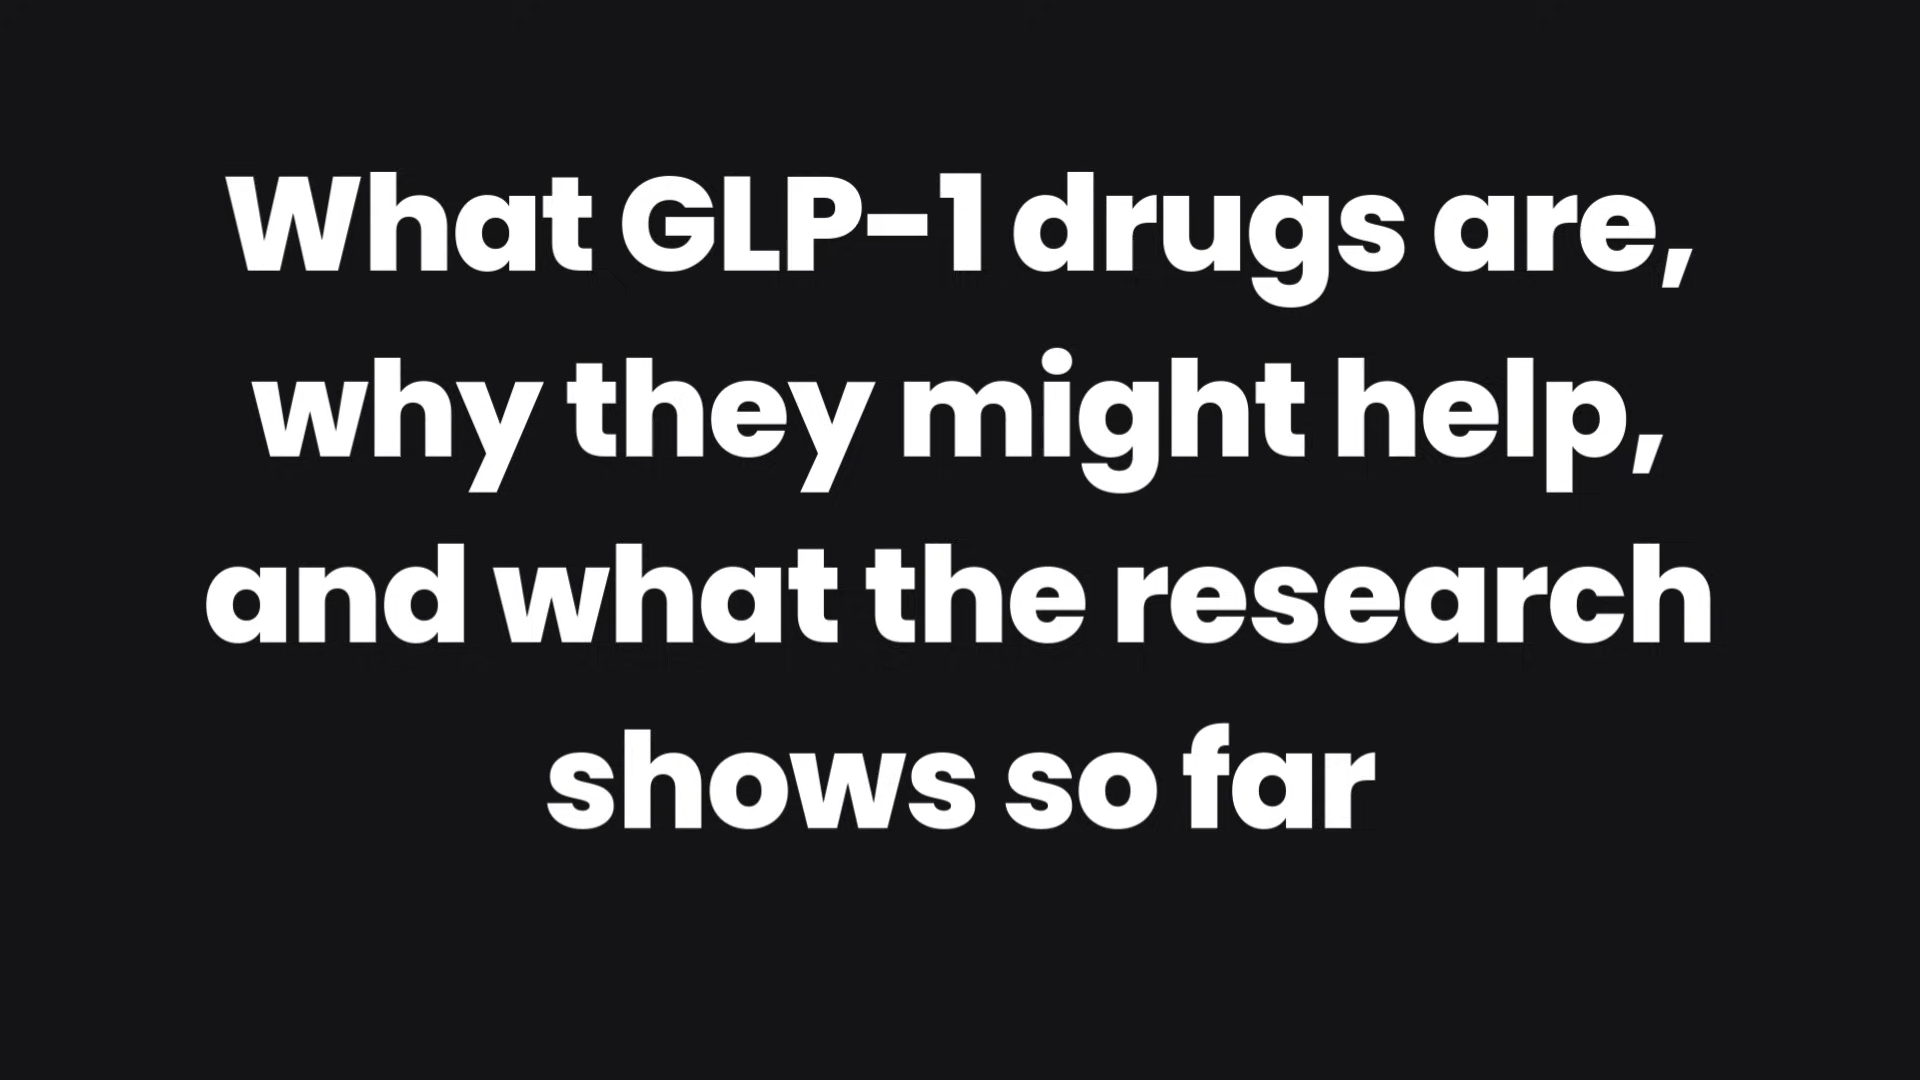 What GLP-1 drugs are,
why they might help,
and what the research
shows so far